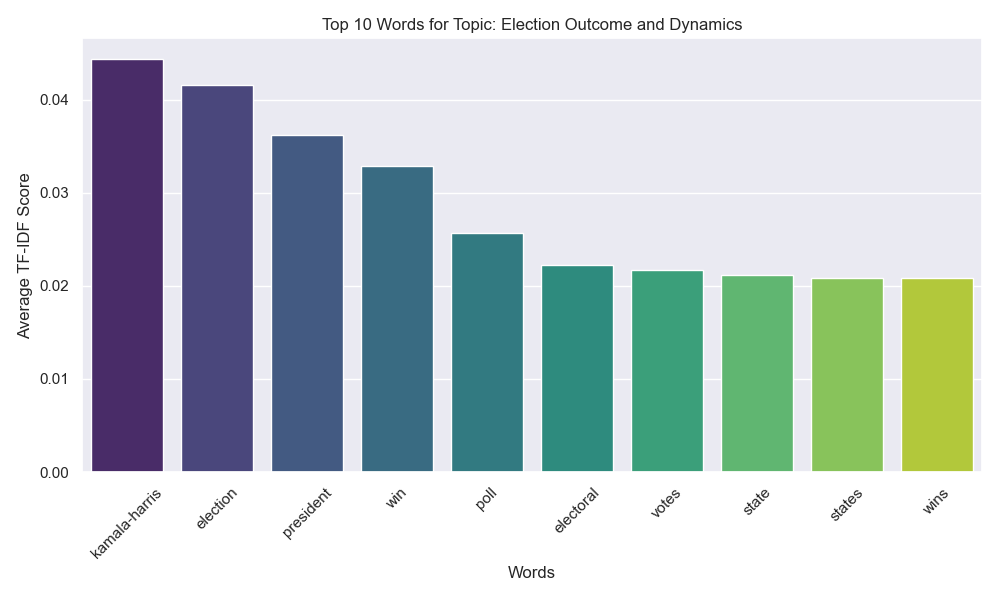 Top 10 Words for Topic: Election Outcome and Dynamics
Average TF-IDF Score
0.04
0.03
0.02
0.01
0.00
kamala-harris
election
president
win
poll
electoral
votes
state
states
wins
Words